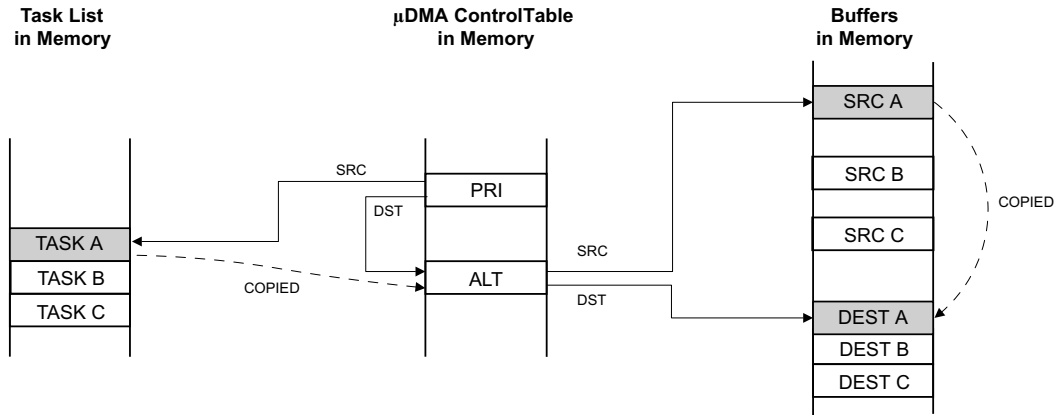 Task List
in Memory
µDMA ControlTable
in Memory
Buffers
in Memory
SRC A
SRC B
SRC C
COPIED
SRC
PRI
DST
TASK A
TASK B
TASK C
COPIED
ALT
SRC
DST
DEST A
DEST B
DEST C